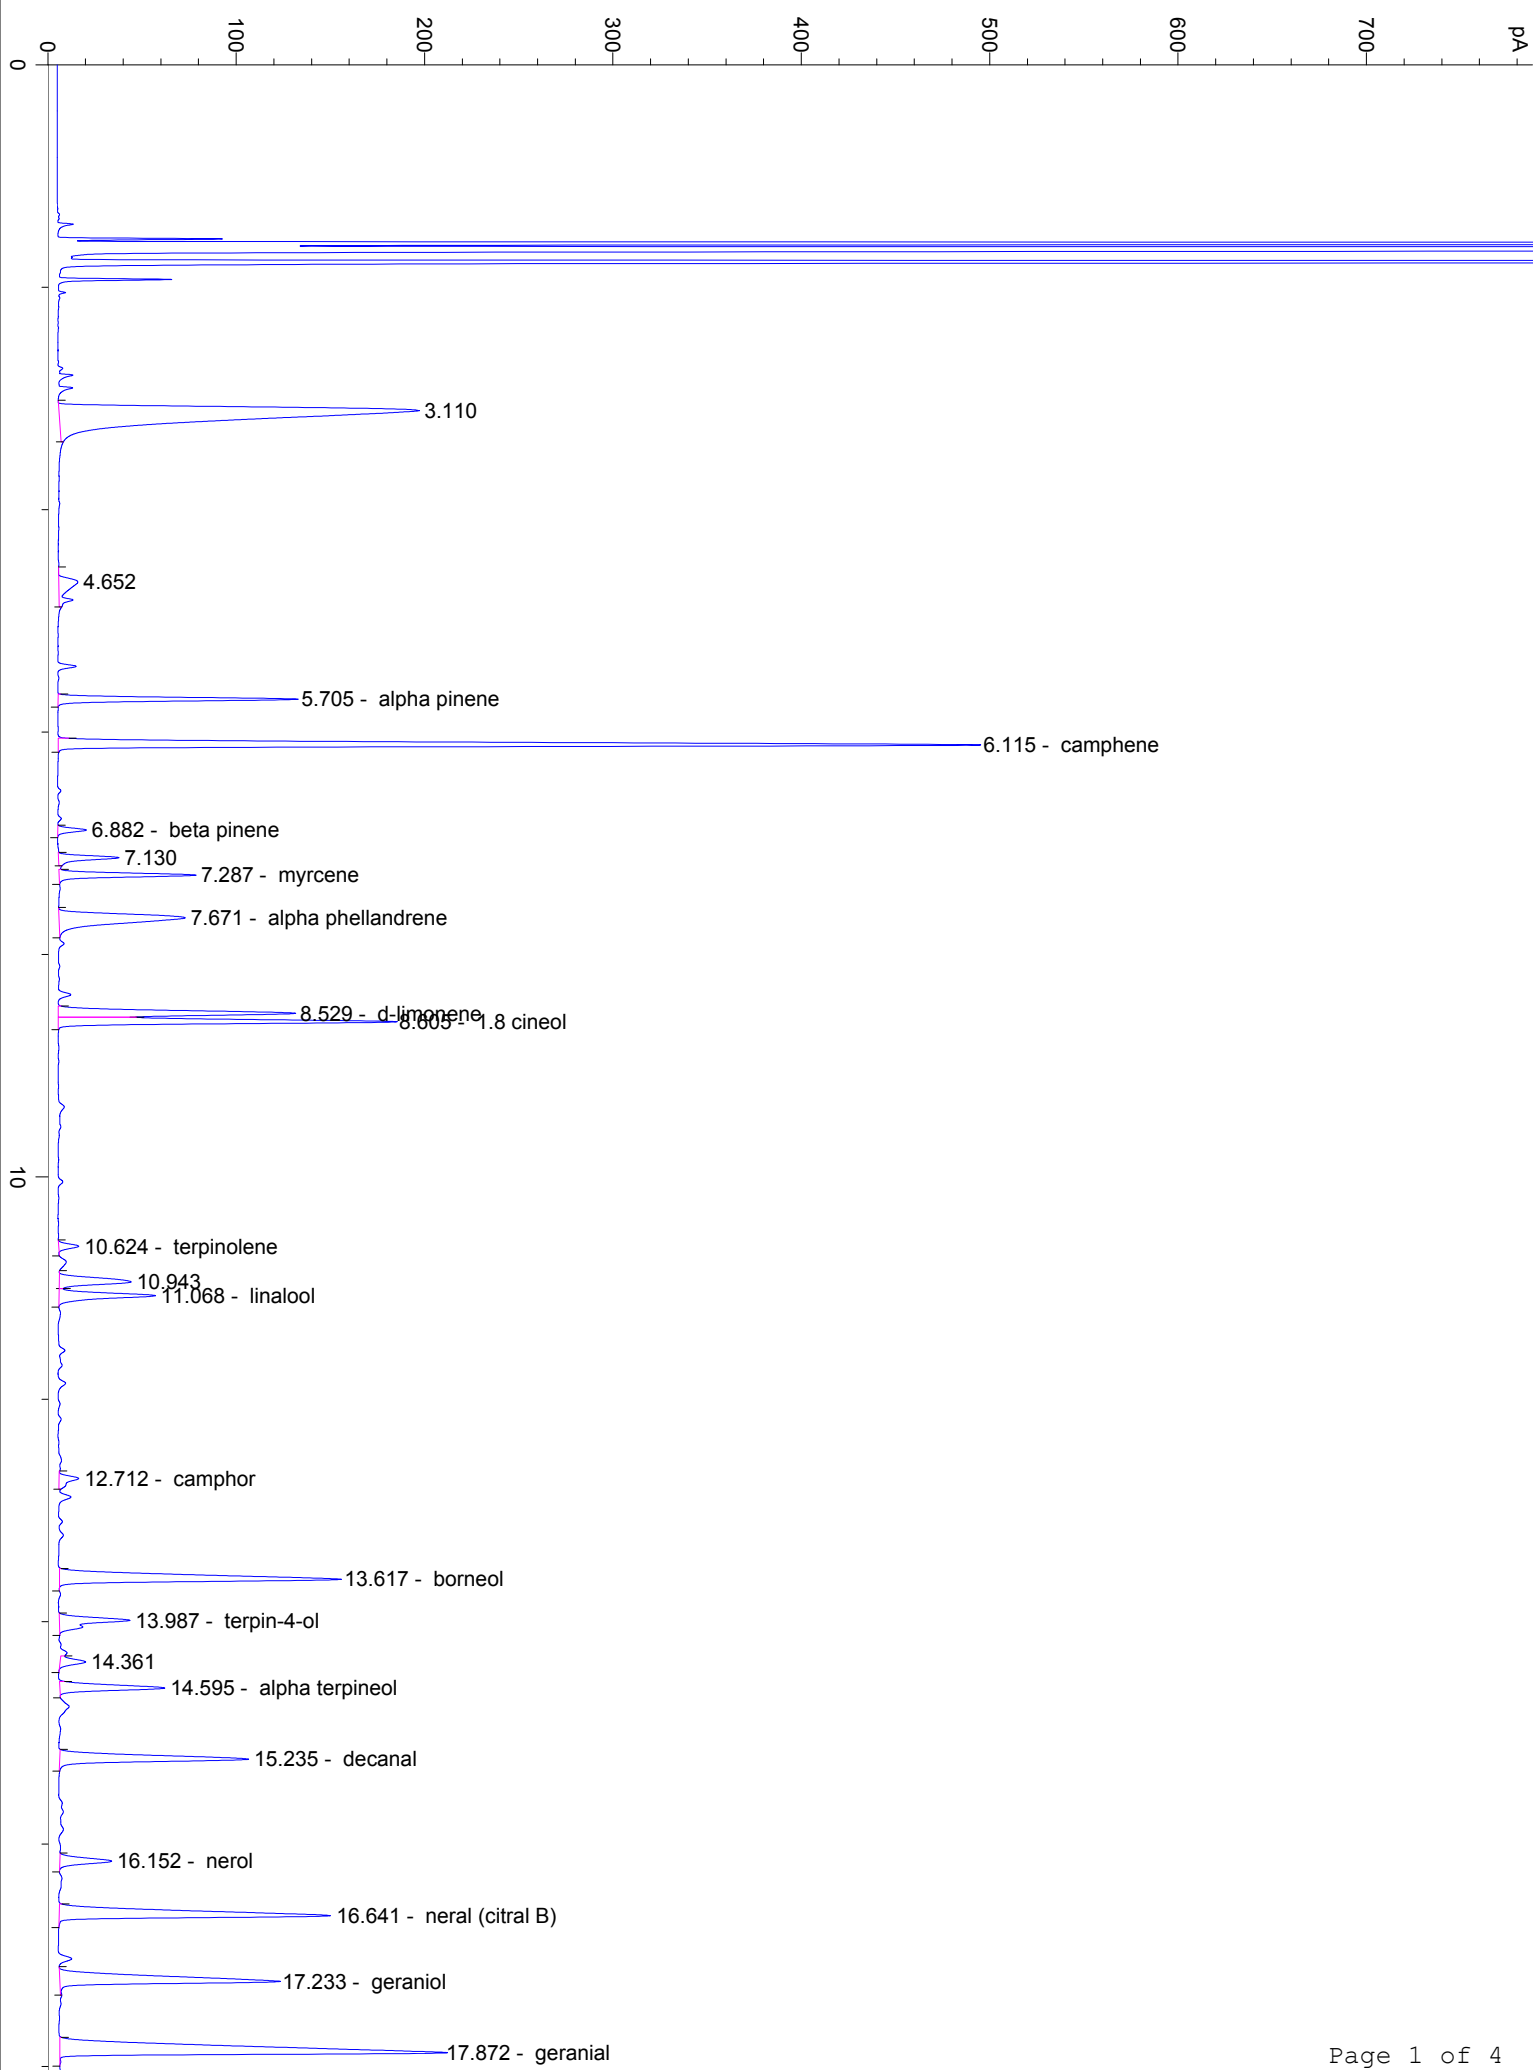 pA
0
100
200
300
400
500
600
700
0
3.110
4.652
5.705 - alpha pinene
6.115 - camphene
6.882 - beta pinene
7.130
7.287 - myrcene
7.671 - alpha phellandrene
8.529 - d-limonene
8.605 - 1.8 cineol
10
10.624 - terpinolene
10.943
11.068 - linalool
12.712 - camphor
13.617 - borneol
13.987 - terpin-4-ol
14.361
14.595 - alpha terpineol
15.235 - decanal
16.152 - nerol
16.641 - neral (citral B)
17.233 - geraniol
17.872 - geranial
Page 1 of 4